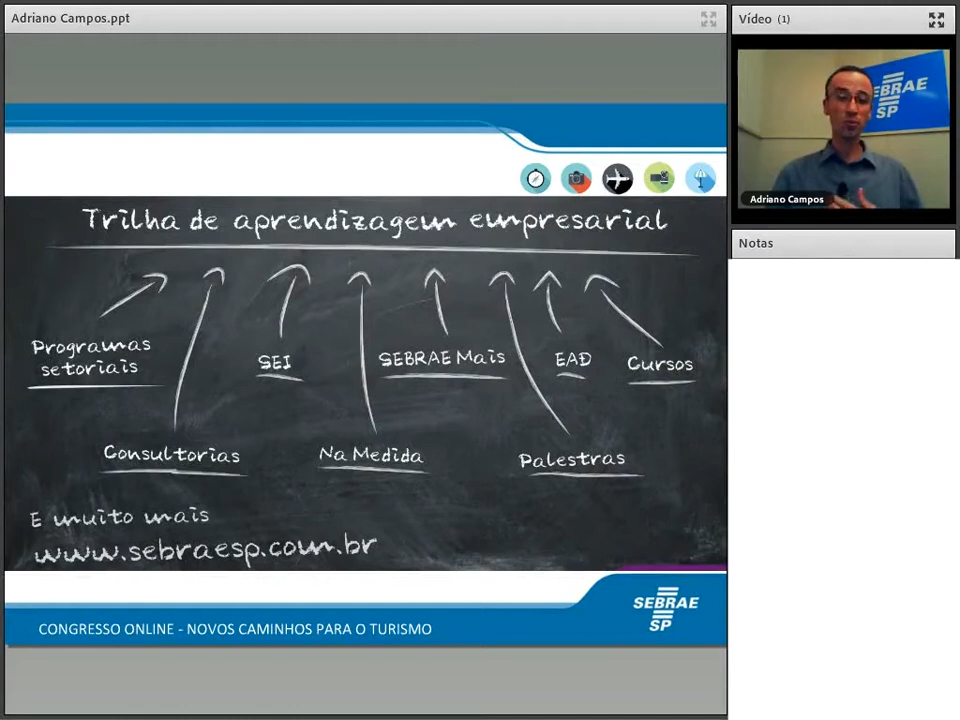 Adriano Campos.ppt
Vídeo (1)
EBRAE
SP
Adriano Campos
Notas
Trilha de aprendizagem empresarial
Programas
setoriais
SEI
SEBRAE Mais
EAD
Cursos
Consultorias
Na Medida
Palestras
E muito mais
www.sebraesp.com.br
SEBRAE
SP
CONGRESSO ONLINE - NOVOS CAMINHOS PARA O TURISMO